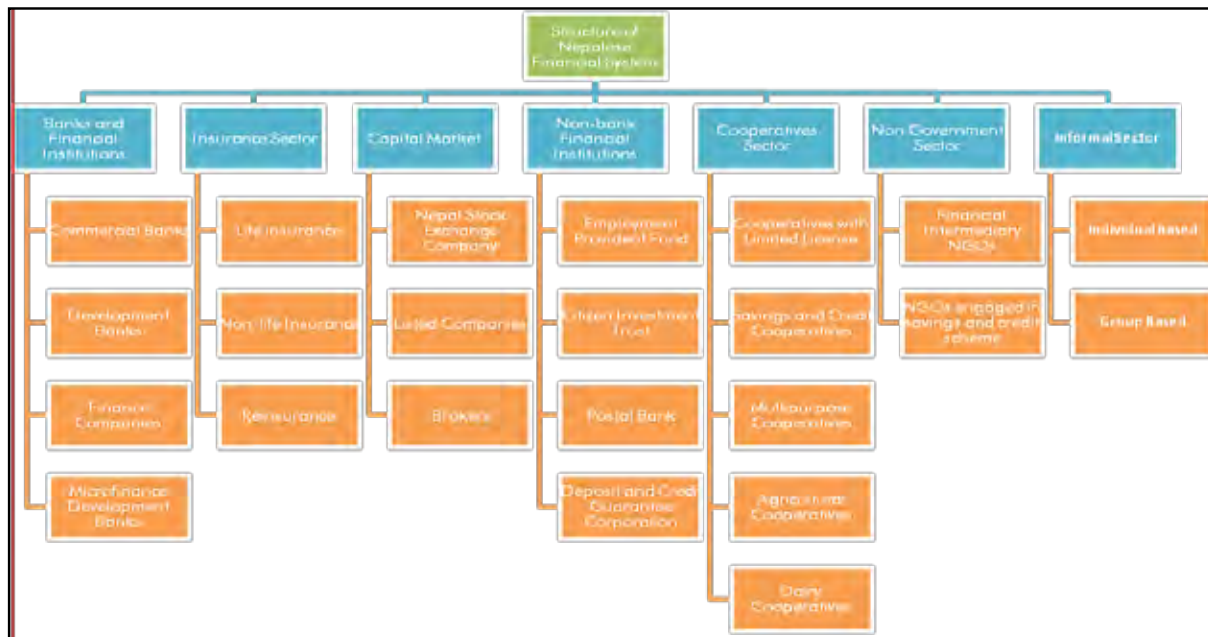 Structure of
Nepalese
Financial System
Banks and
Financial
Institutions
Insurance Sector
Capital Market
Non-bank
Financial
Institutions
Cooperatives
Sector
Non Government
Sector
Informal Sector
Commercial Banks
Life Insurance
Nepal Stock
Exchange
Company
Employment
Provident Fund
Cooperatives with
Limited License
Financial
Intermediary
NGOs
Individual Based
Development
Banks
Non-life Insurance
Listed Companies
Citizen Investment
Trust
Savings and Credit
Cooperatives
NGOs engaged in
savings and credit
scheme
Group Based
Finance
Companies
Reinsurance
Brokers
Postal Bank
Multipurpose
Cooperatives
Microfinance
Development
Banks
Deposit and Credit
Guarantee
Corporation
Agricultural
Cooperatives
Dairy
Cooperatives